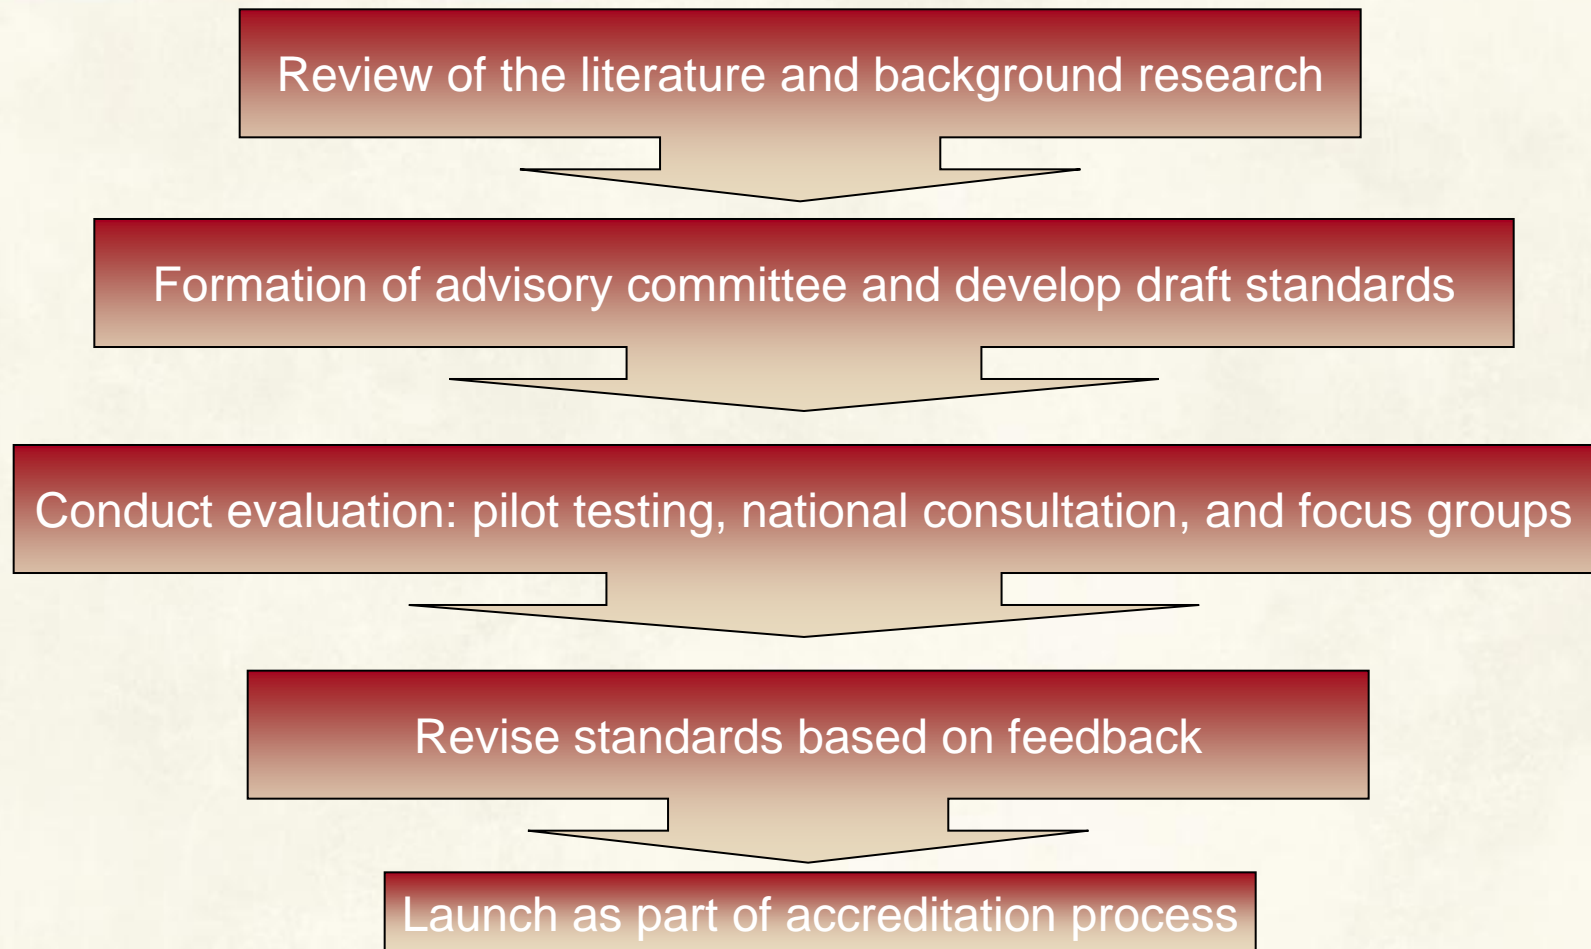 Review of the literature and background research
Formation of advisory committee and develop draft standards
Conduct evaluation: pilot testing, national consultation, and focus groups
Revise standards based on feedback
Launch as part of accreditation process